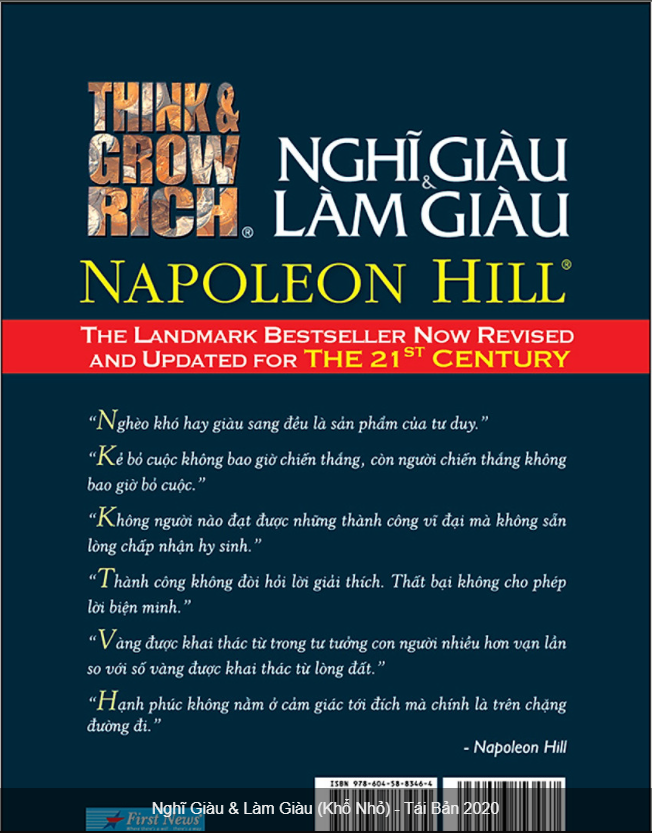 THINK &
GROW
RICH®
NGHĨ GIÀU
&
LÀM GIÀU
NAPOLEON HILL®
THE LANDMARK BESTSELLER NOW REVISED
AND UPDATED FOR THE 21ST CENTURY
“Nghèo khó hay giàu sang đều là sản phẩm của tư duy.”
“Kẻ bỏ cuộc không bao giờ chiến thắng, còn người chiến thắng không
bao giờ bỏ cuộc.”
“Không người nào đạt được những thành công vĩ đại mà không sẵn
lòng chấp nhận hy sinh.”
“Thành công không đòi hỏi lời giải thích. Thất bại không cho phép
lời biện minh.”
“Vàng được khai thác từ trong tư tưởng con người nhiều hơn vạn lần
so với số vàng được khai thác từ lòng đất.”
“Hạnh phúc không nằm ở cảm giác tới đích mà chính là trên chặng
đường đi.”
- Napoleon Hill
ISBN 978-604-58-8346-4
First News
Nghĩ Giàu & Làm Giàu (Khổ Nhỏ) - Tái Bản 2020